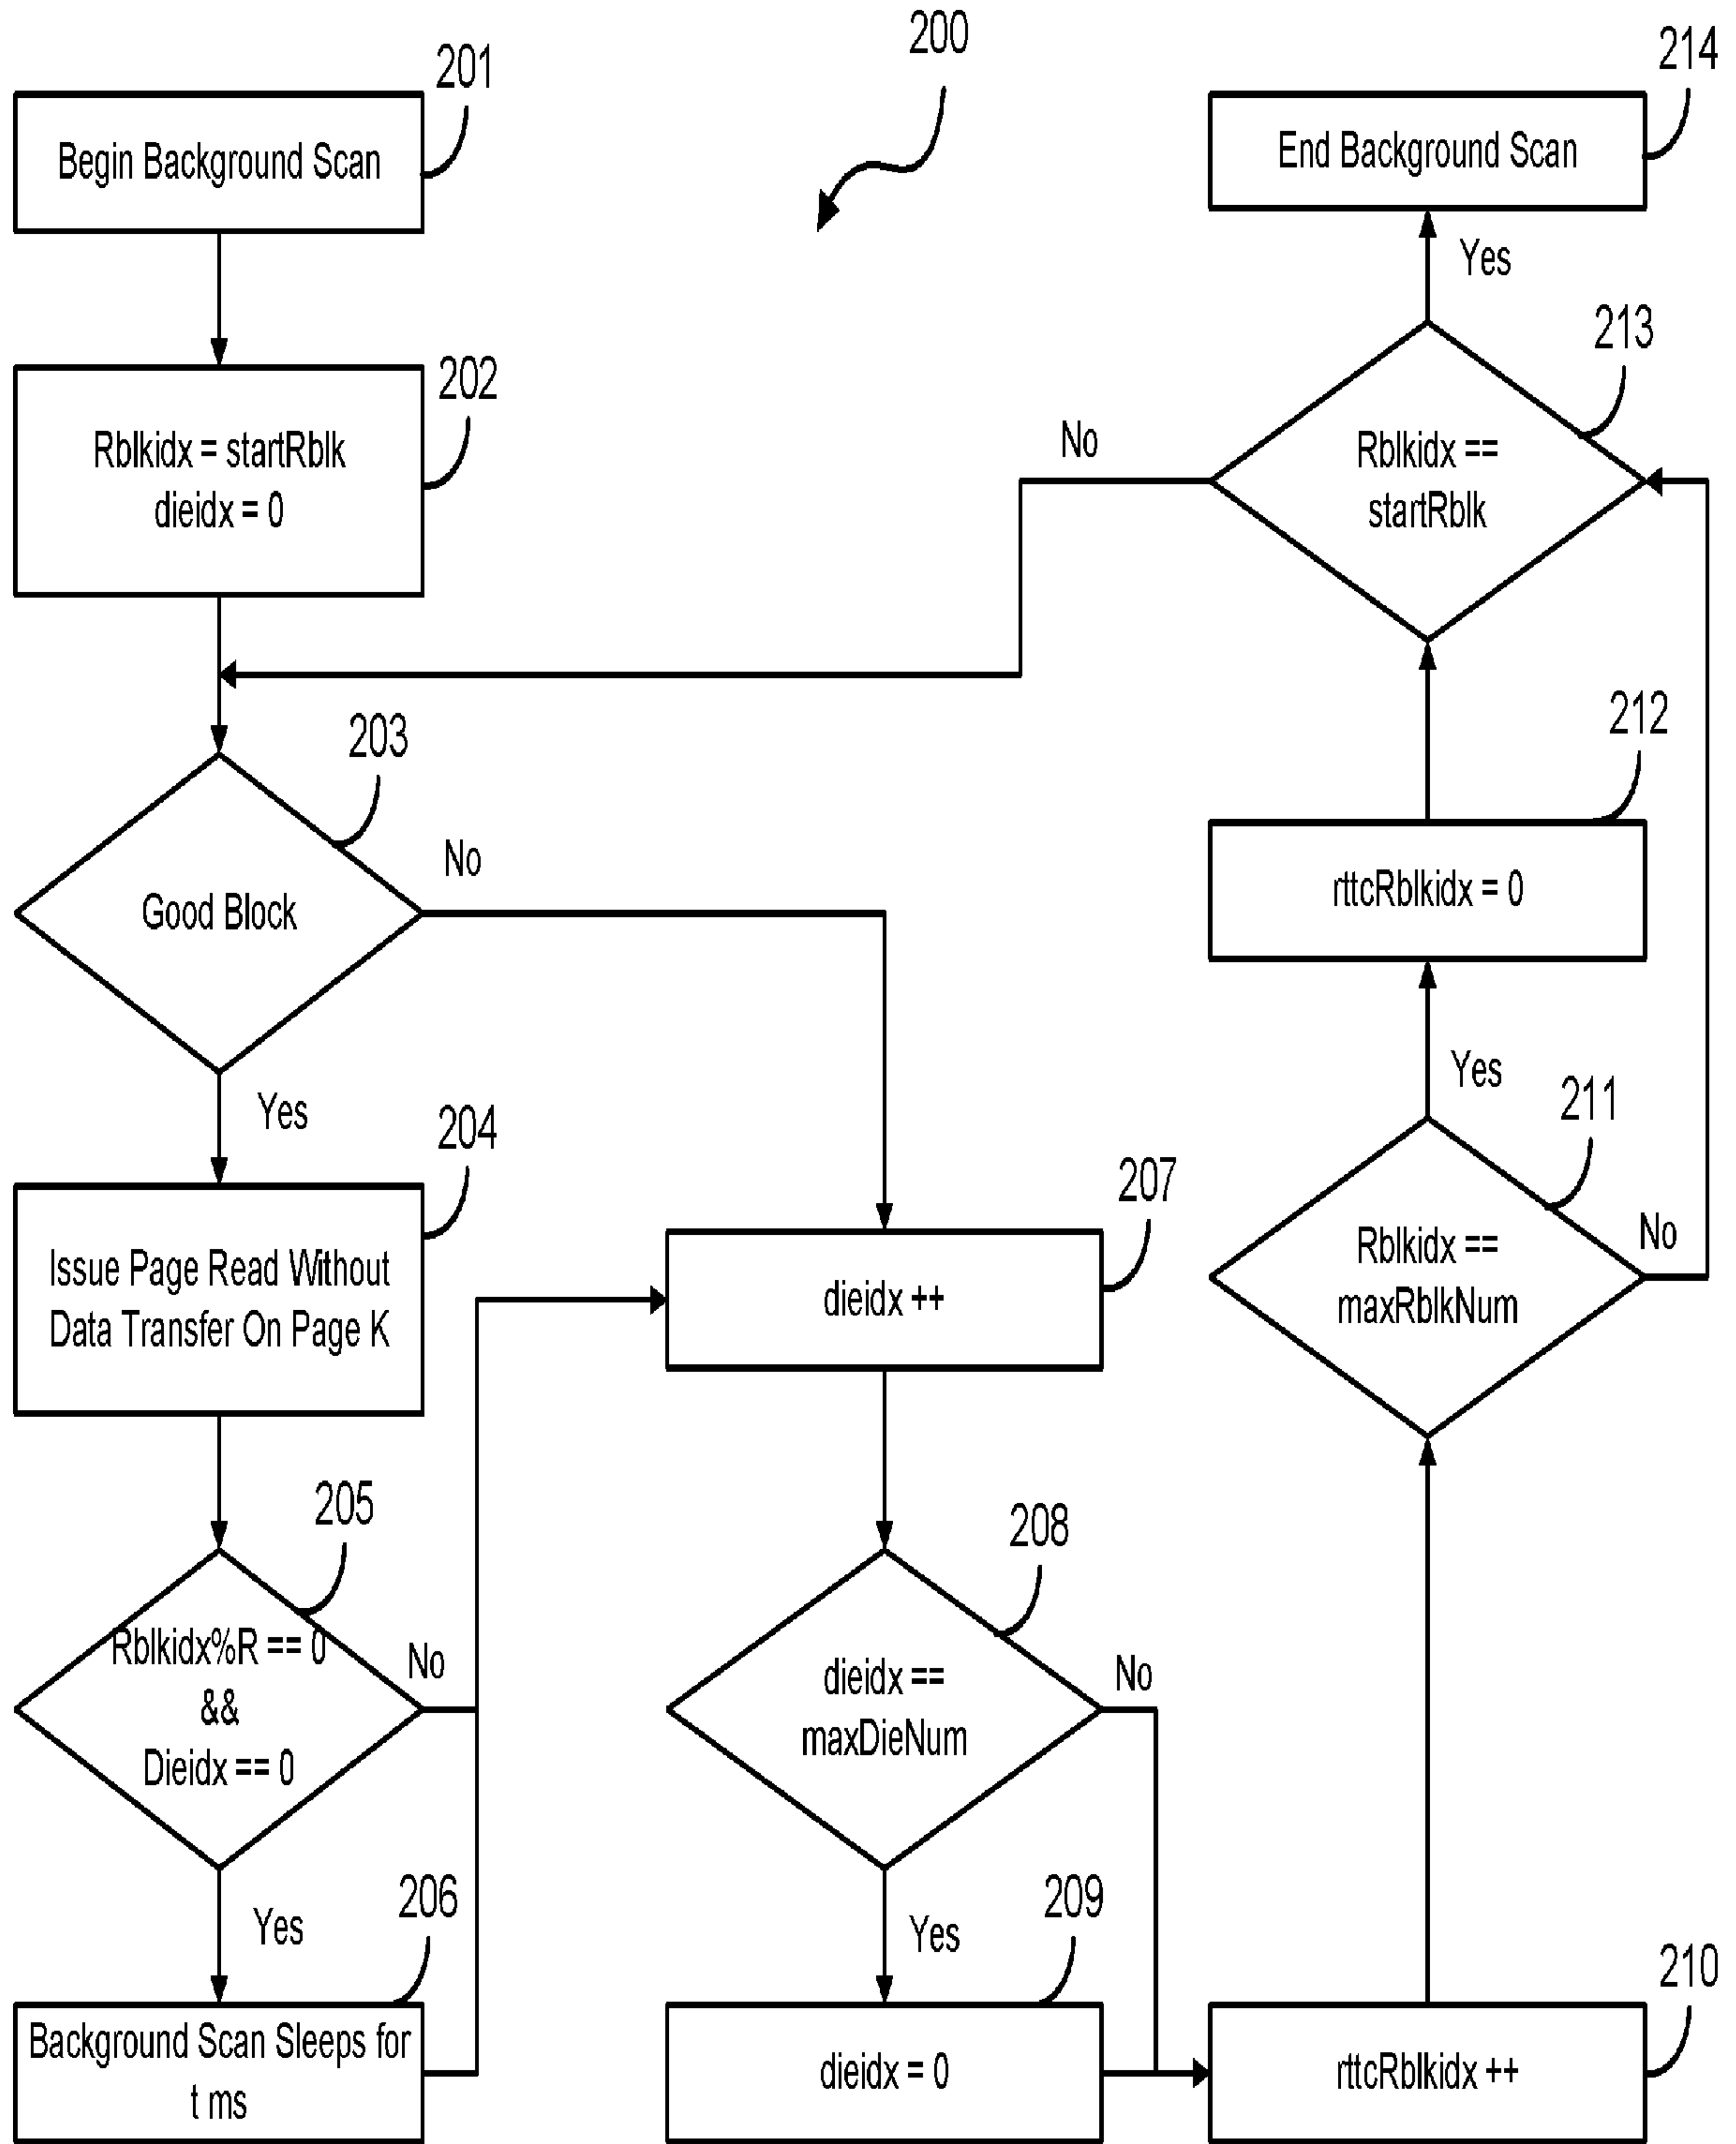 200
201
Begin Background Scan
202
Rblkidx = startRblk
dieidx = 0
203
Good Block
No
Yes
204
Issue Page Read Without
Data Transfer On Page K
205
Rblkidx%R == 0
&&
Dieidx == 0
No
Yes
206
Background Scan Sleeps for
t ms
207
dieidx ++
208
dieidx ==
maxDieNum
No
Yes
209
dieidx = 0
210
rttcRblkidx ++
211
Rblkidx ==
maxRblkNum
No
Yes
212
rttcRblkidx = 0
213
Rblkidx ==
startRblk
No
Yes
214
End Background Scan